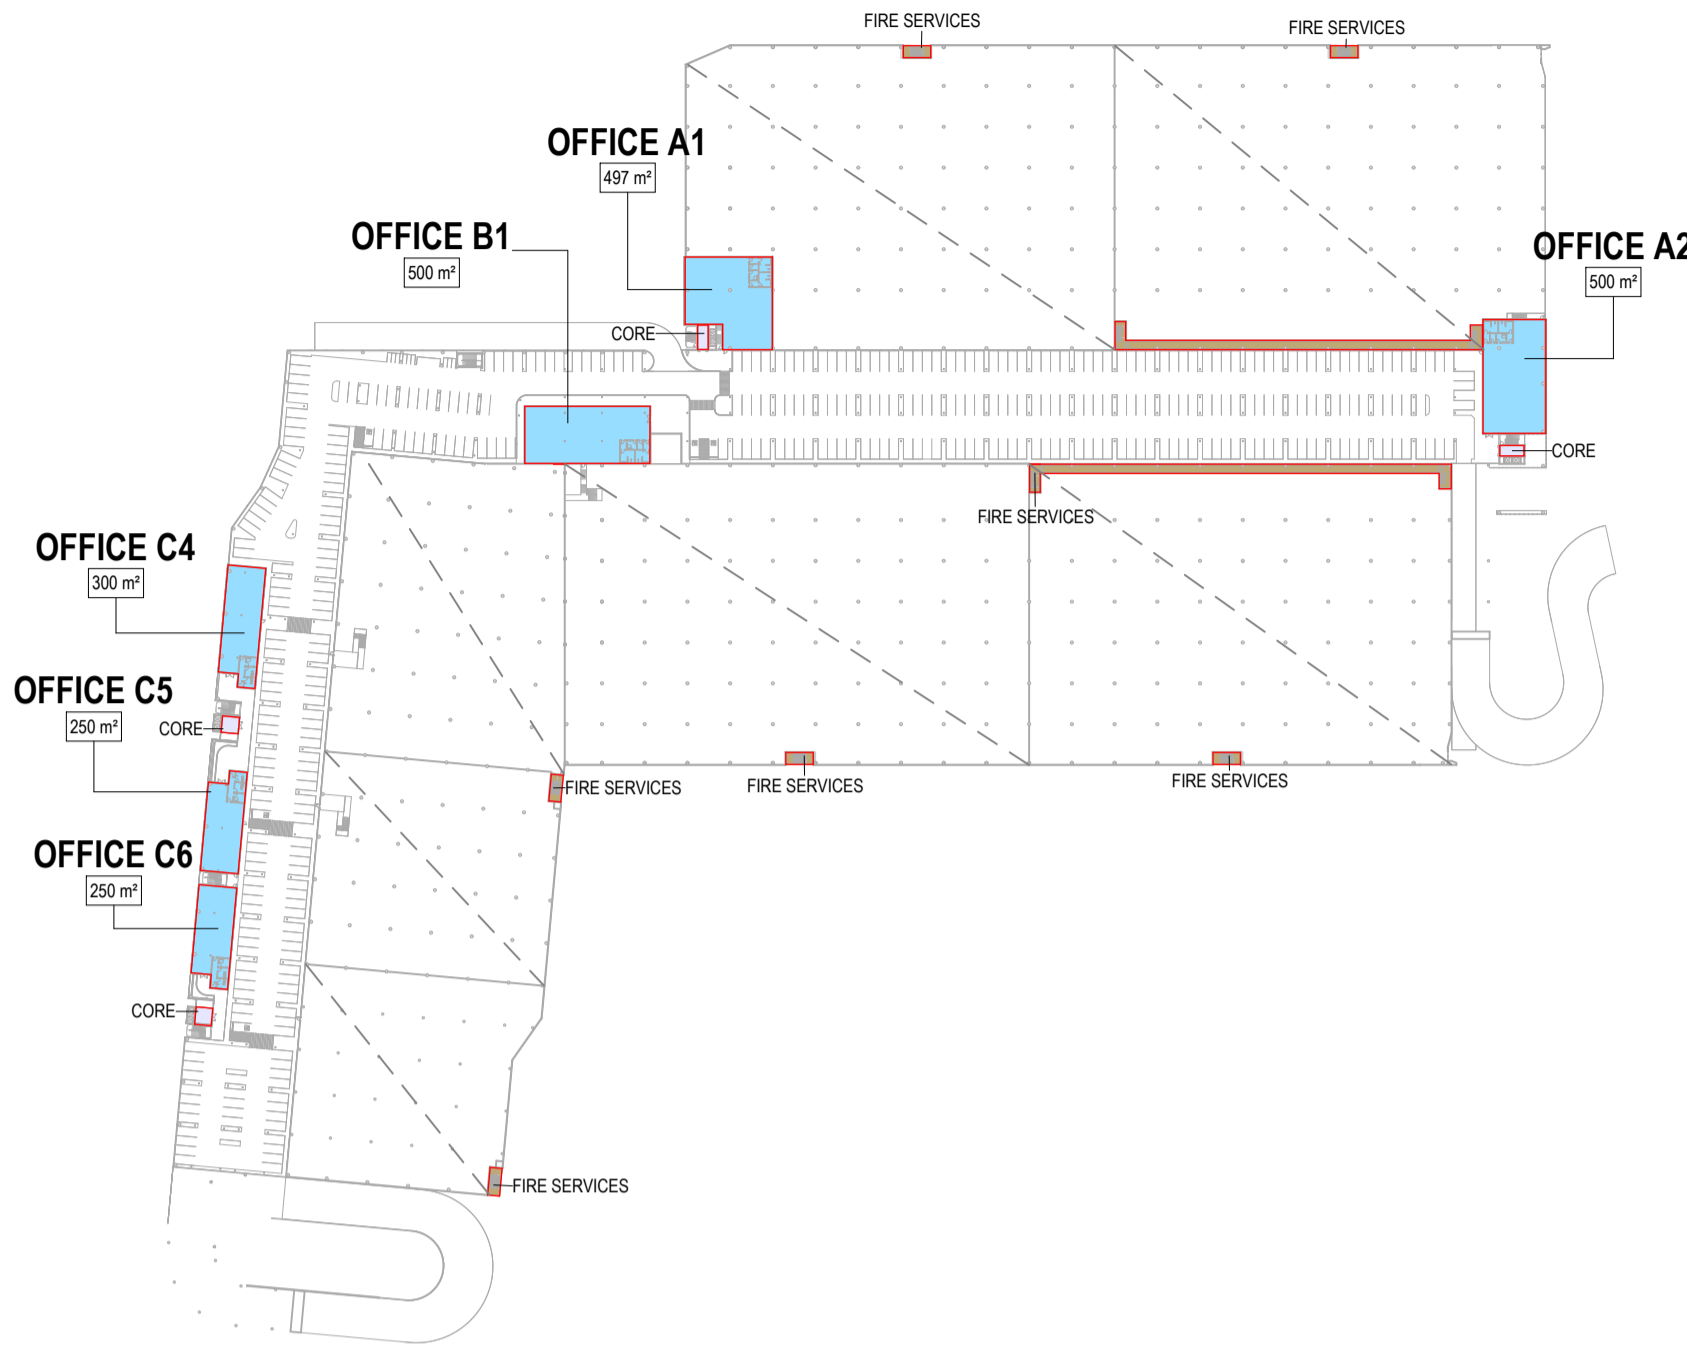 FIRE SERVICES
FIRE SERVICES
OFFICE A1
497 m²
OFFICE B1
500 m²
OFFICE A2
500 m²
CORE
CORE
FIRE SERVICES
OFFICE C4
300 m²
OFFICE C5
250 m²
CORE
FIRE SERVICES
FIRE SERVICES
FIRE SERVICES
OFFICE C6
250 m²
CORE
FIRE SERVICES